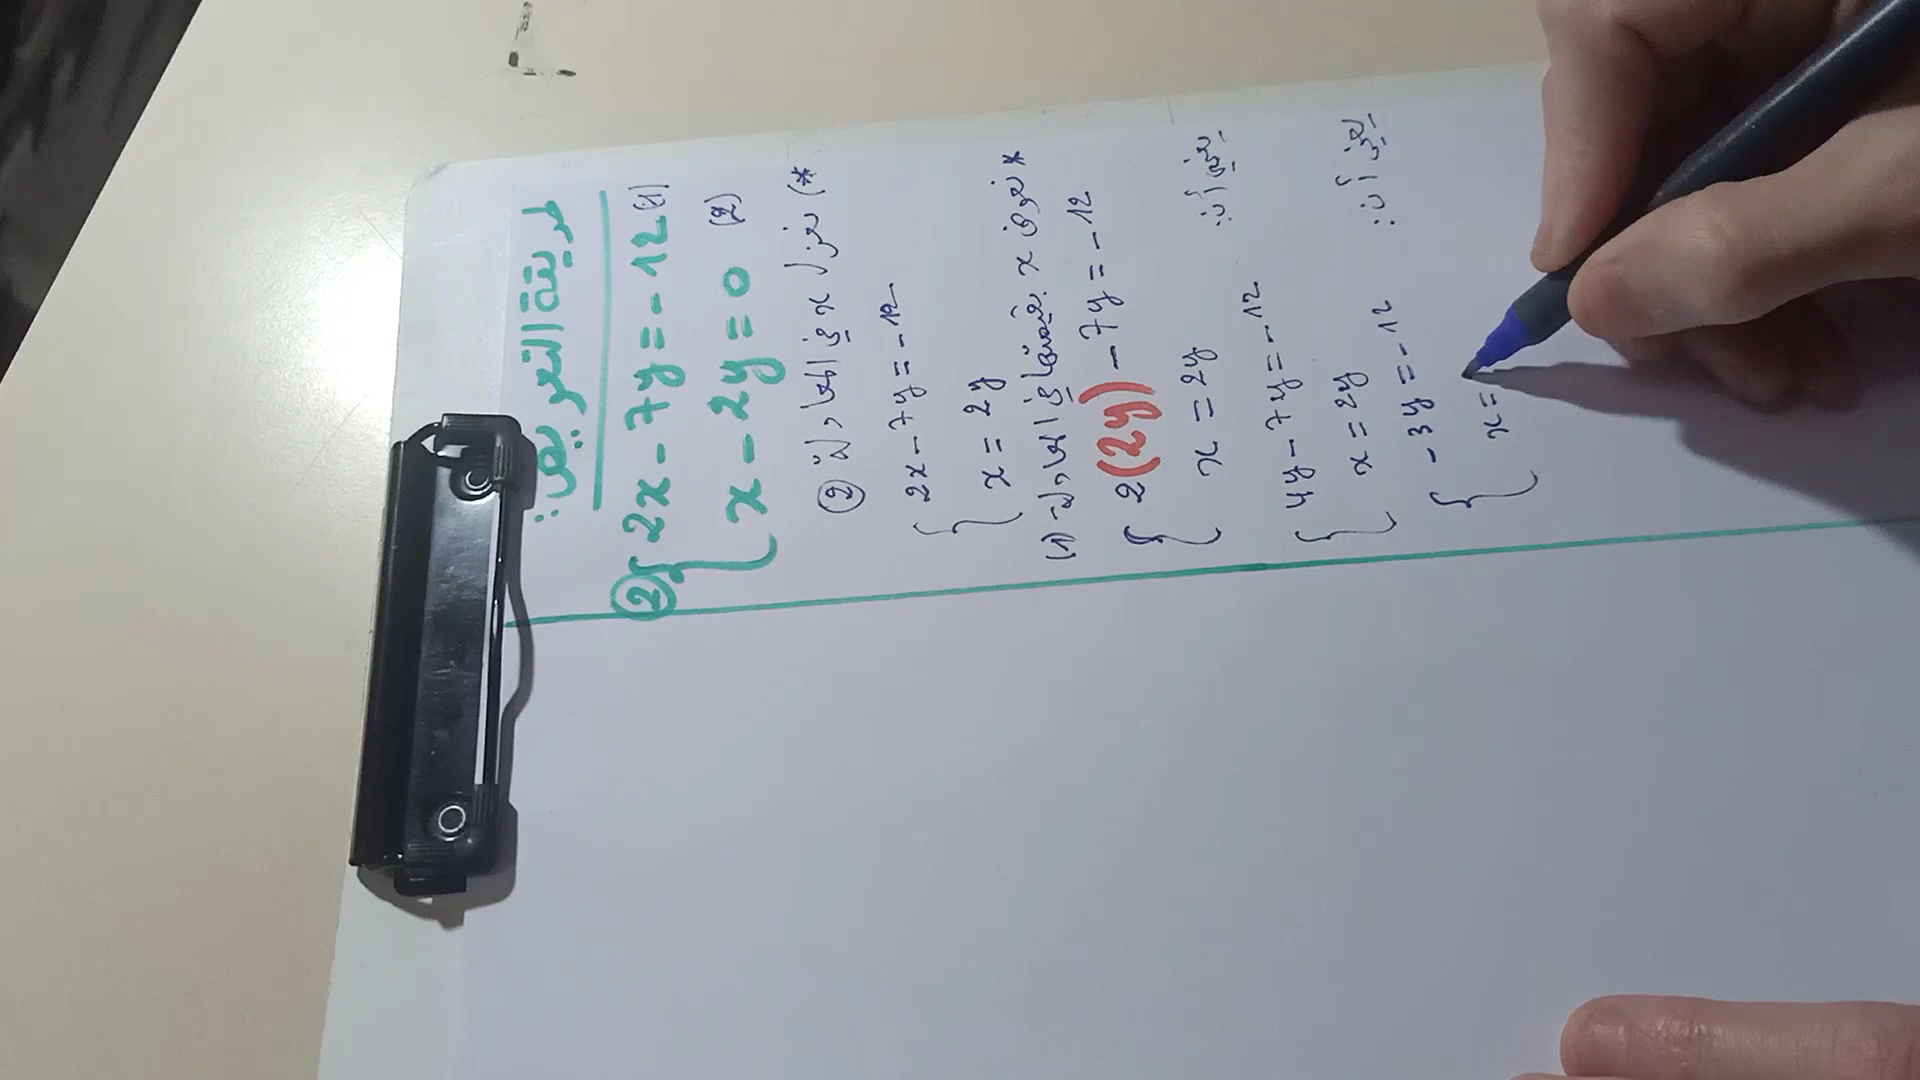 طريقة التعويض:
② { 2x - 7y = -12 (1)
x - 2y = 0 (2)
*) نعزل x في المعادلة ②
{ 2x - 7y = -12
x = 2y
* نعوض x بقيمتها في المعادلة (1)
{ 2(2y) - 7y = -12
x = 2y
يعني أن:
{ 4y - 7y = -12
x = 2y
يعني أن:
{ - 3y = - 12
x =